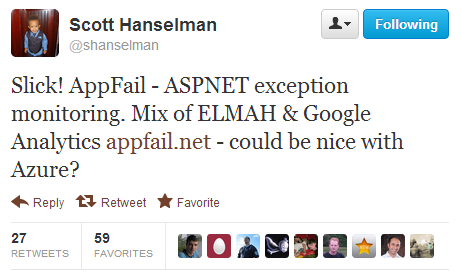 Scott Hanselman
@shanselman
Following
Slick! AppFail - ASPNET exception
monitoring. Mix of ELMAH & Google
Analytics appfail.net - could be nice with
Azure?
Reply Retweet Favorite
27 59
RETWEETS FAVORITES